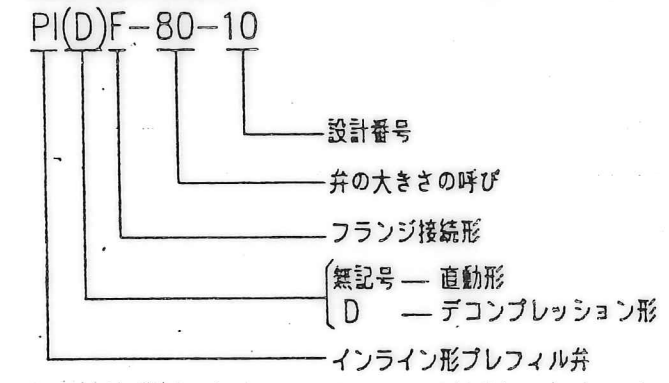 PI(D)F-80-10
設計番号
弁の大きさの呼び
フランジ接続形
無記号 — 直動形
D — デコンプレッション形
インライン形プレフィル弁